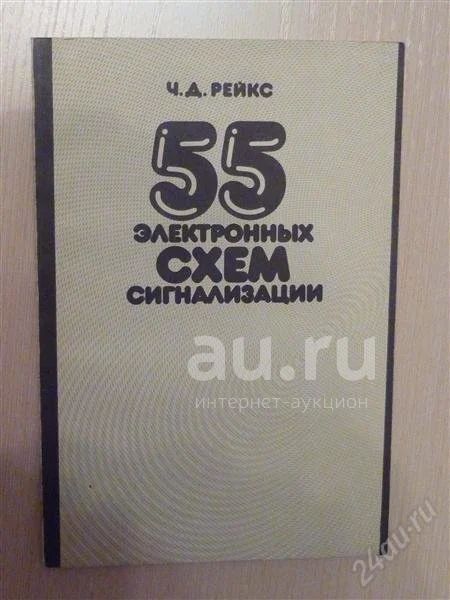 Ч.Д.РЕЙКС
55
ЭЛЕКТРОННЫХ
СХЕМ
СИГНАЛИЗАЦИИ
au.ru
интернет-аукцион
24au.ru